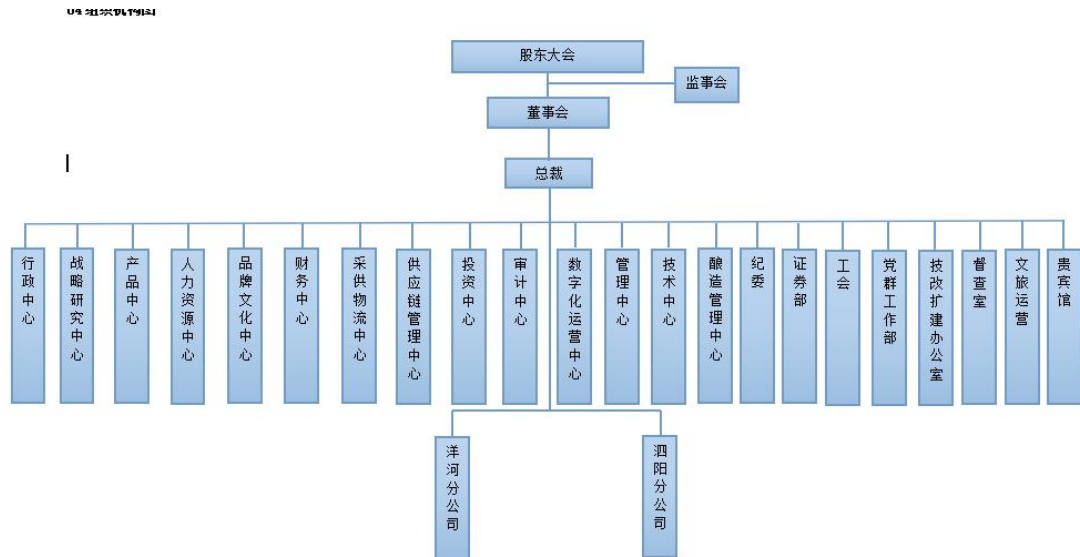 04 组织机构图
股东大会
监事会
董事会
总裁
行政中心
战略研究中心
产品中心
人力资源中心
品牌文化中心
财务中心
采供物流中心
供应链管理中心
投资中心
审计中心
数字化运营中心
管理中心
技术中心
酿造管理中心
纪委
证券部
工会
党群工作部
技改扩建办公室
督查室
文旅运营
贵宾馆
洋河分公司
泗阳分公司